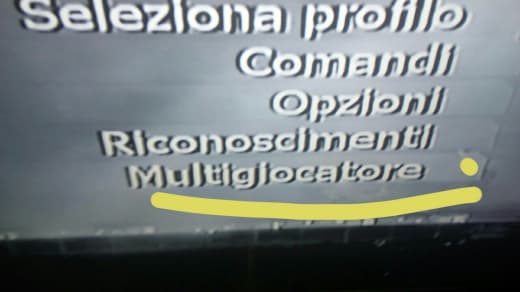 Seleziona profilo
Comandi
Opzioni
Riconoscimenti
Multigiocatore